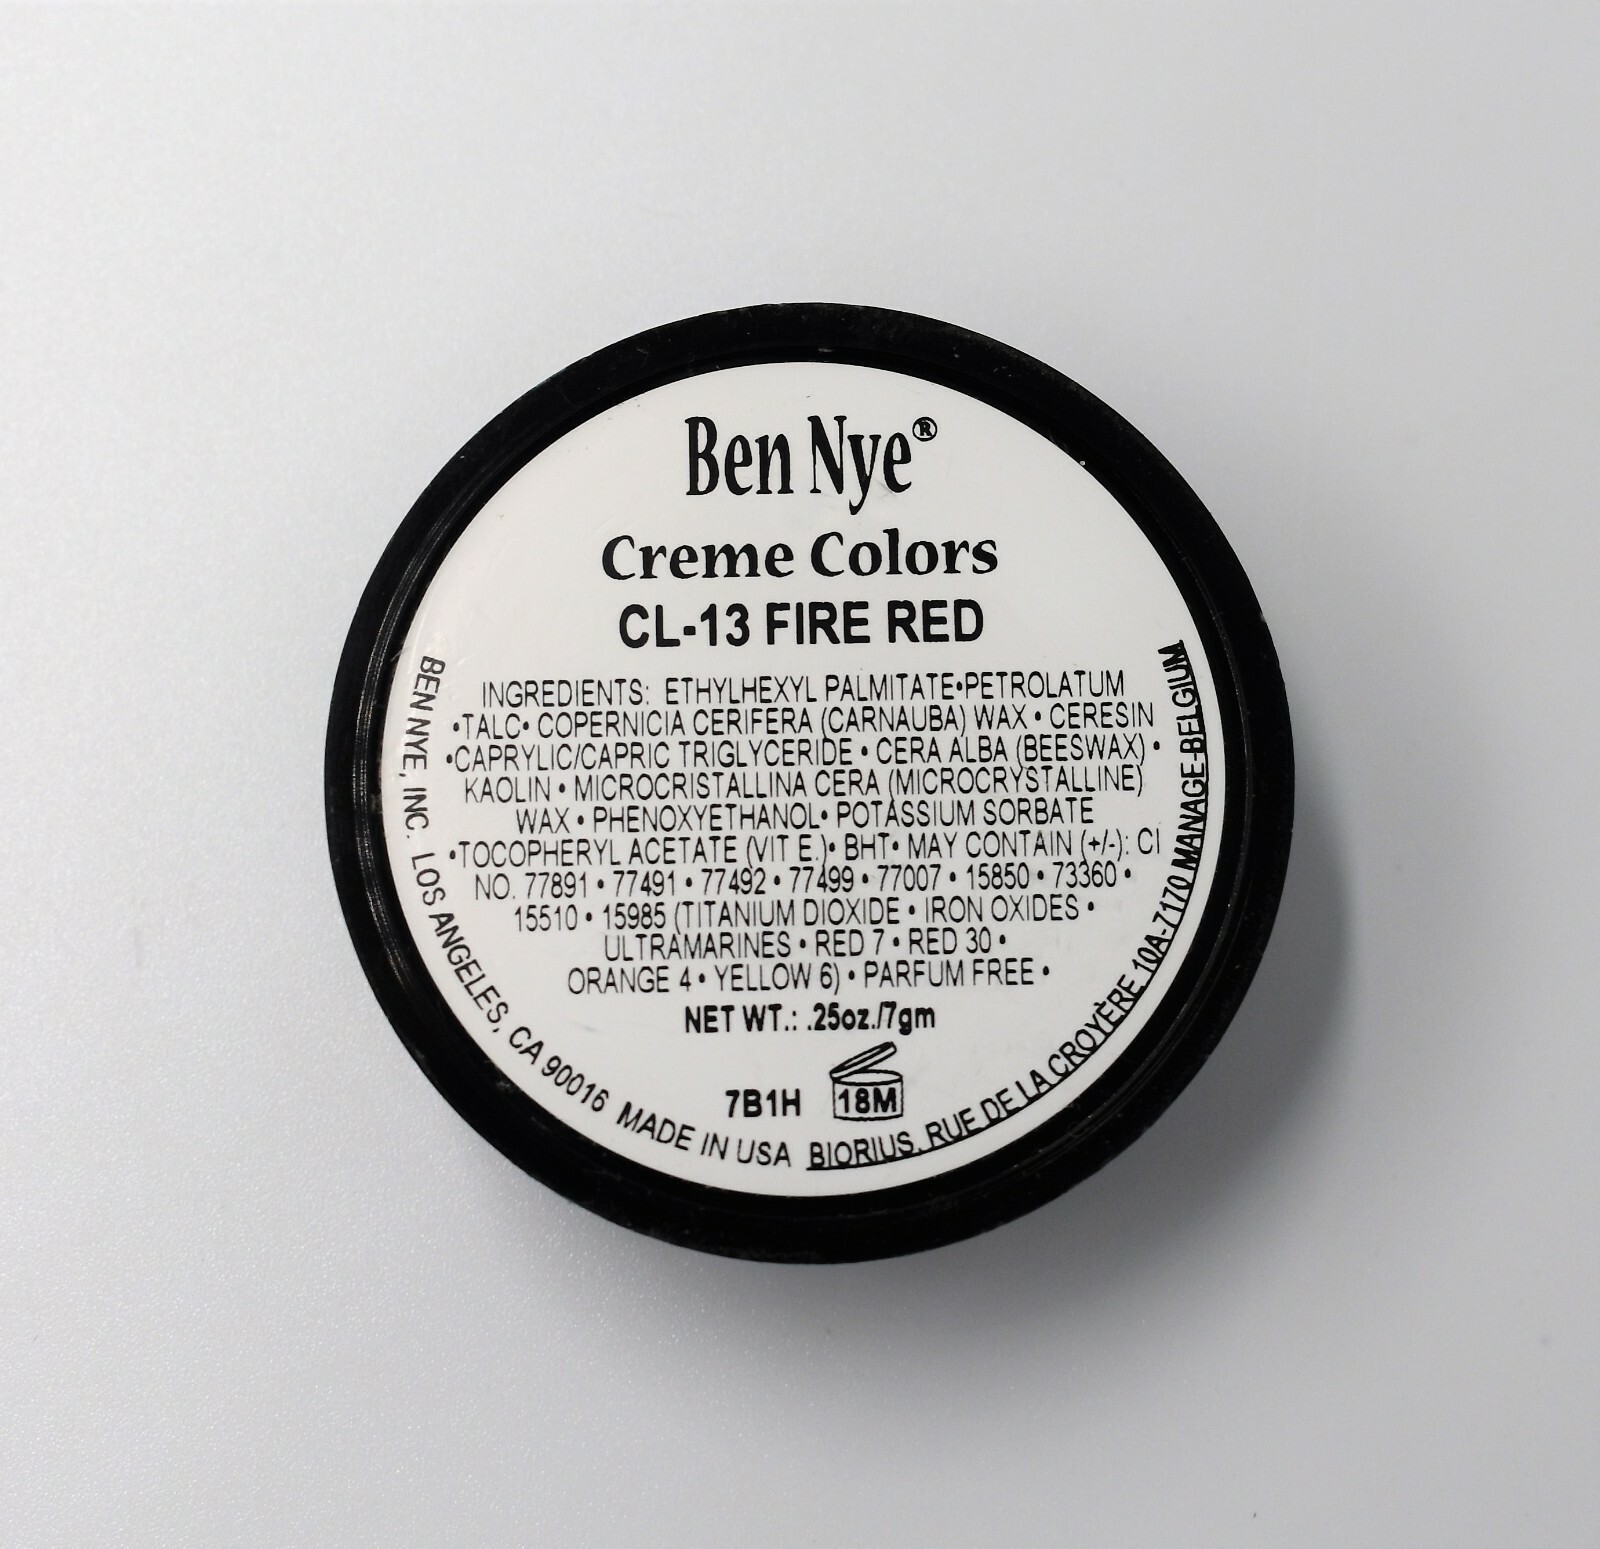 Ben Nye®
Creme Colors
CL-13 FIRE RED
INGREDIENTS: ETHYLHEXYL PALMITATE•PETROLATUM
•TALC• COPERNICIA CERIFERA (CARNAUBA) WAX • CERESIN
•CAPRYLIC/CAPRIC TRIGLYCERIDE • CERA ALBA (BEESWAX) •
KAOLIN • MICROCRISTALLINA CERA (MICROCRYSTALLINE)
WAX • PHENOXYETHANOL• POTASSIUM SORBATE
•TOCOPHERYL ACETATE (VIT E.)• BHT• MAY CONTAIN (+/-): CI
NO. 77891 • 77491 • 77492 • 77499 • 77007 • 15850 • 73360 •
15510 • 15985 (TITANIUM DIOXIDE • IRON OXIDES •
ULTRAMARINES • RED 7 • RED 30 •
ORANGE 4 • YELLOW 6) • PARFUM FREE •
NET WT.: .25oz./7gm
7B1H 18M
BEN NYE, INC. LOS ANGELES, CA 90016 MADE IN USA BIORIUS, RUE DE LA CROYÈRE 10A-7170 MANAGE-BELGIUM